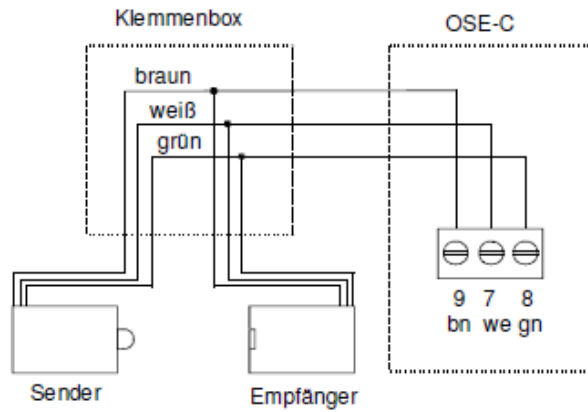 Klemmenbox
OSE-C
braun
weiß
grün
9 7 8
bn we gn
Sender
Empfänger